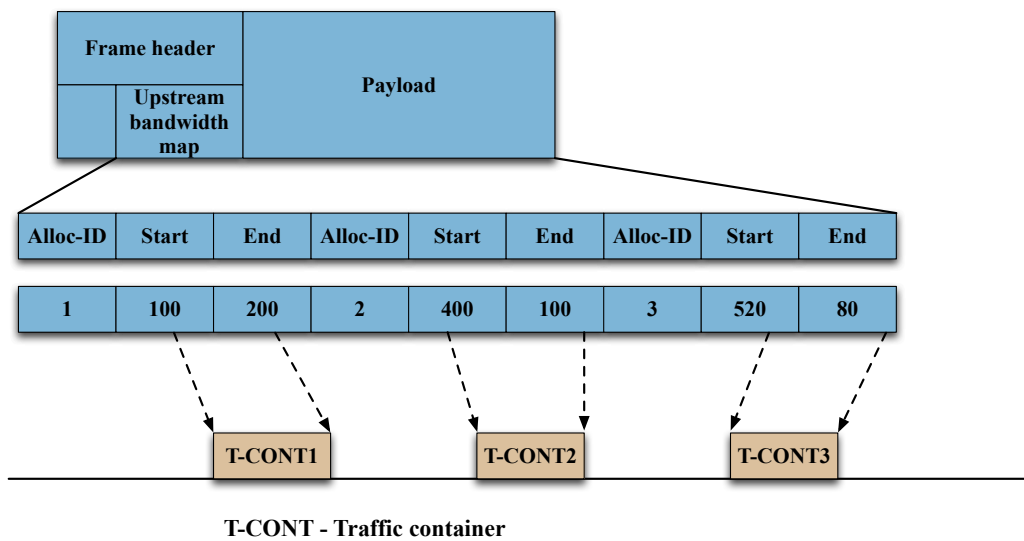 Frame header
Payload
Upstream
bandwidth
map
Alloc-ID Start End Alloc-ID Start End Alloc-ID Start End
1 100 200 2 400 100 3 520 80
T-CONT1 T-CONT2 T-CONT3
T-CONT - Traffic container